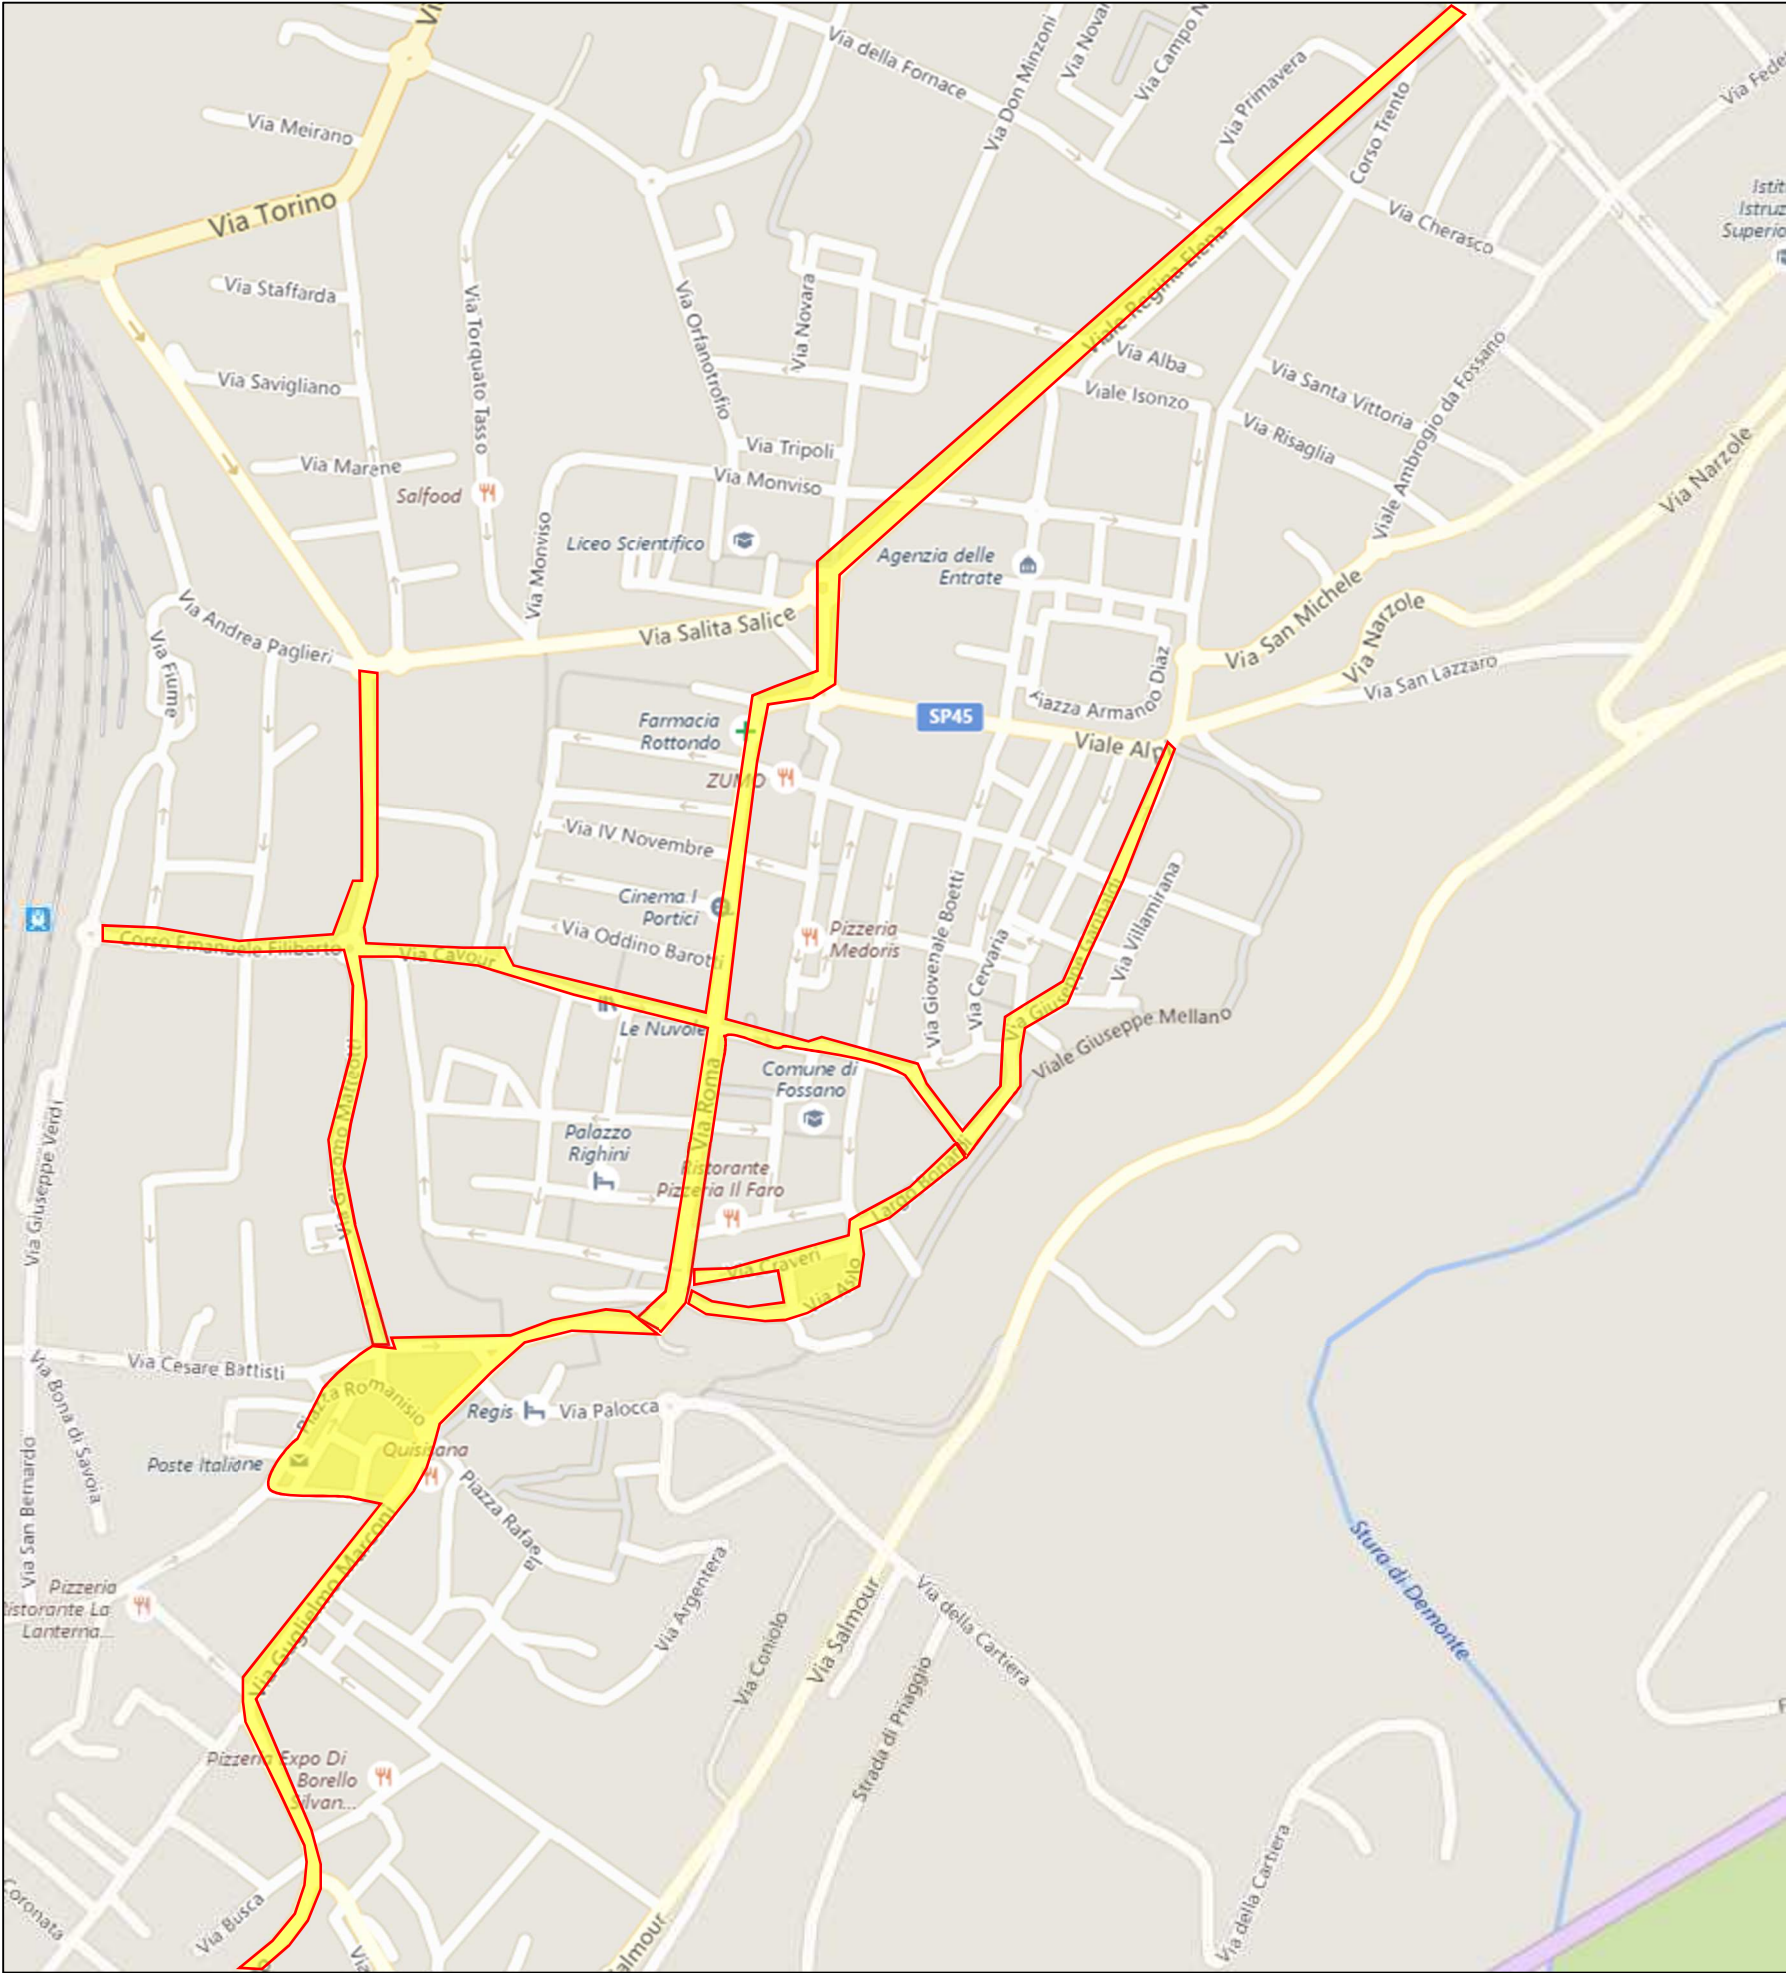 Via della Fornace
Via Don Minzoni
Via Primavera
Corso Trento
Via Meirano
Via Torino
Via Cherasco
Via Staffarda
Via Torquato Tasso
Via Orfanotrofio
Via Novara
Viale Regina Elena
Via Alba
Viale Isonzo
Via Santa Vittoria
Viale Ambrogio da Fossano
Via Savigliano
Via Risaglia
Via Tripoli
Via Monviso
Via Narzole
Via Marene
Salfood
Via Monviso
Liceo Scientifico
Agenzia delle
Entrate
Via Andrea Paglieri
Via Fiume
Via Salita Salice
Via San Michele
Via Narzole
Via San Lazzaro
Piazza Armando Diaz
SP45
Viale Alpi
Farmacia
Rottondo
ZUMO
Via IV Novembre
Cinema I
Portici
Via Oddino Barotti
Pizzeria
Medoris
Via Giovenale Boetti
Via Cervaria
Via Giuseppe Garibaldi
Via Villamirana
Corso Emanuele Filiberto
Via Cavour
Le Nuvole
Viale Giuseppe Mellano
Comune di
Fossano
Via Roma
Via Giacomo Matteotti
Via Giuseppe Verdi
Palazzo
Righini
Ristorante
Pizzeria Il Faro
Largo Bonardi
Via Craveri
Via Asilo
Via Cesare Battisti
Via Bona di Savoia
Via San Bernardo
Piazza Romanisio
Regis
Via Palocca
Quisisana
Poste Italiane
Piazza Rafaela
Via Guglielmo Marconi
Via Argentera
Via Coniolo
Via Salmour
Via della Cartiera
Strada di Priaggio
Stura di Demonte
Pizzeria
Ristorante La
Lanterna...
Pizzeria Expo Di
Borello
Silvan...
Via Busca
Coronata
Via
almour
Via della Cartiera